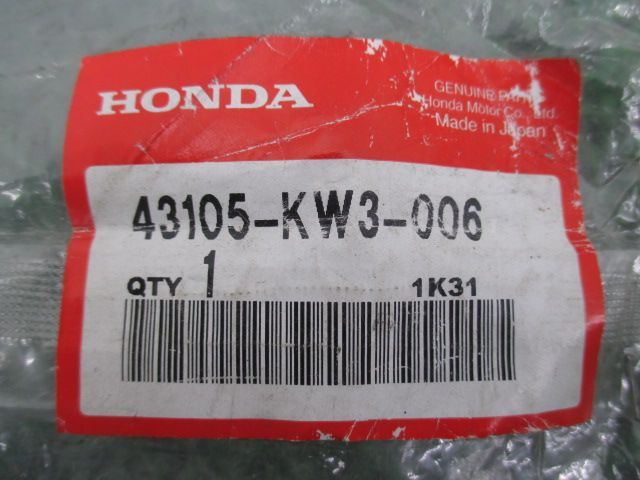 HONDA
GENUINE PARTS
Honda Motor Co., Ltd.
Made in Japan
43105-KW3-006
QTY 1 1K31